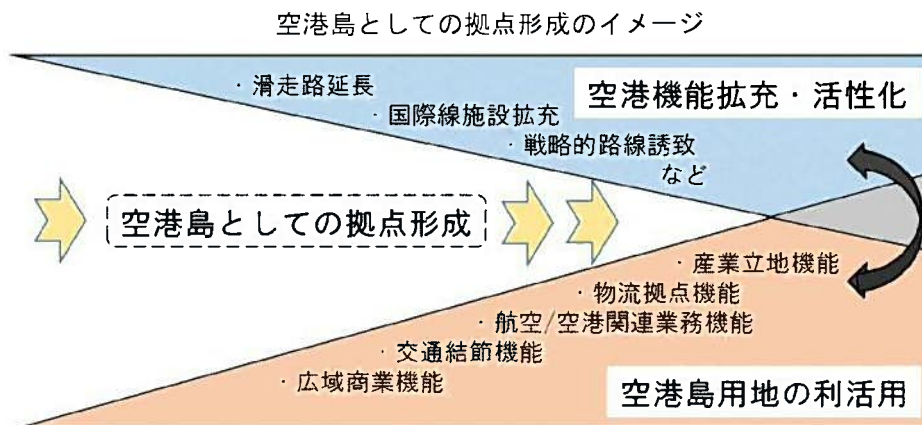 空港島としての拠点形成のイメージ
・滑走路延長
・国際線施設拡充
・戦略的路線誘致
など
空港機能拡充・活性化
空港島としての拠点形成
・産業立地機能
・物流拠点機能
・航空/空港関連業務機能
・交通結節機能
・広域商業機能
空港島用地の利活用